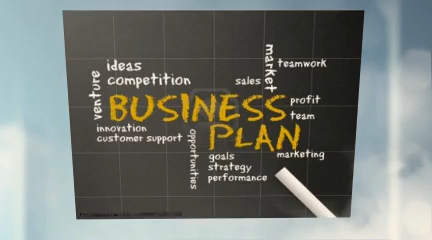 ideas
competition
venture
market
teamwork
sales
BUSINESS
profit
team
PLAN
innovation
customer support
opportunities
goals
strategy
performance
marketing